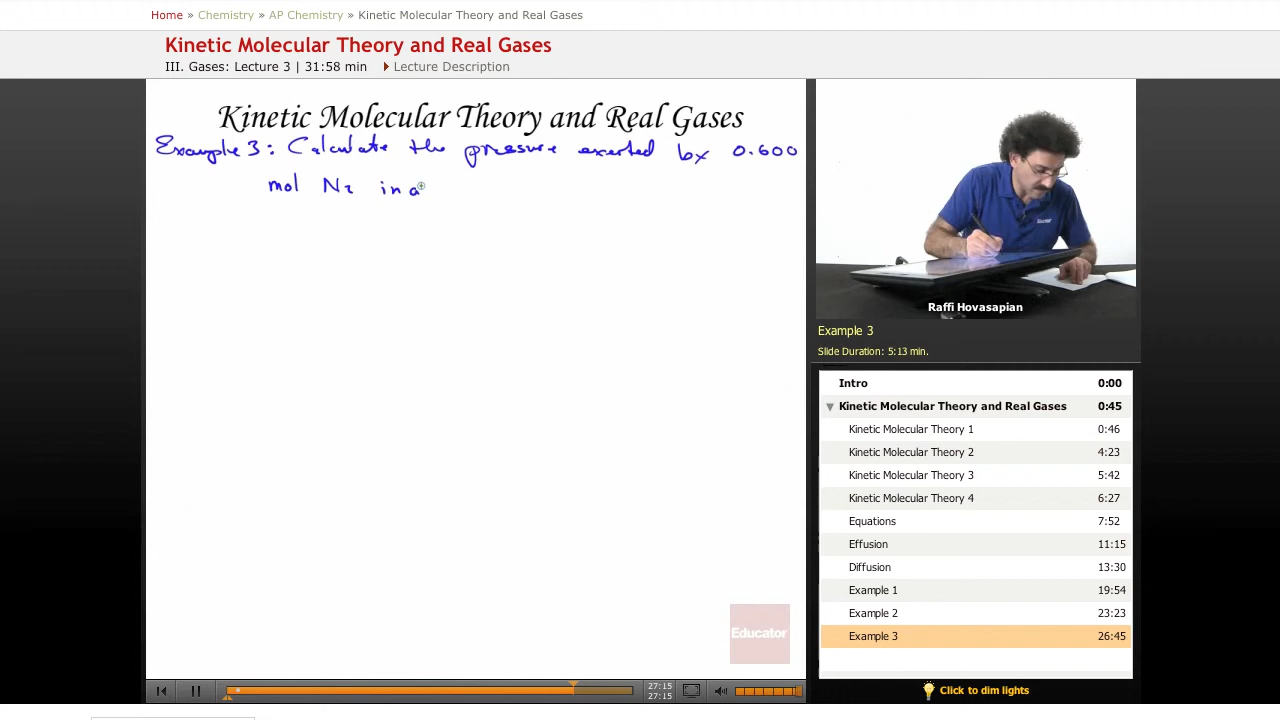 Home » Chemistry » AP Chemistry » Kinetic Molecular Theory and Real Gases
Kinetic Molecular Theory and Real Gases
III. Gases: Lecture 3 | 31:58 min Lecture Description
Kinetic Molecular Theory and Real Gases
Example 3: Calculate the pressure exerted by 0.600
mol N₂ in a
Educator
Raffi Hovasapian
Example 3
Slide Duration: 5:13 min.
Intro 0:00
Kinetic Molecular Theory and Real Gases 0:45
Kinetic Molecular Theory 1 0:46
Kinetic Molecular Theory 2 4:23
Kinetic Molecular Theory 3 5:42
Kinetic Molecular Theory 4 6:27
Equations 7:52
Effusion 11:15
Diffusion 13:30
Example 1 19:54
Example 2 23:23
Example 3 26:45
27:15
27:15
Click to dim lights